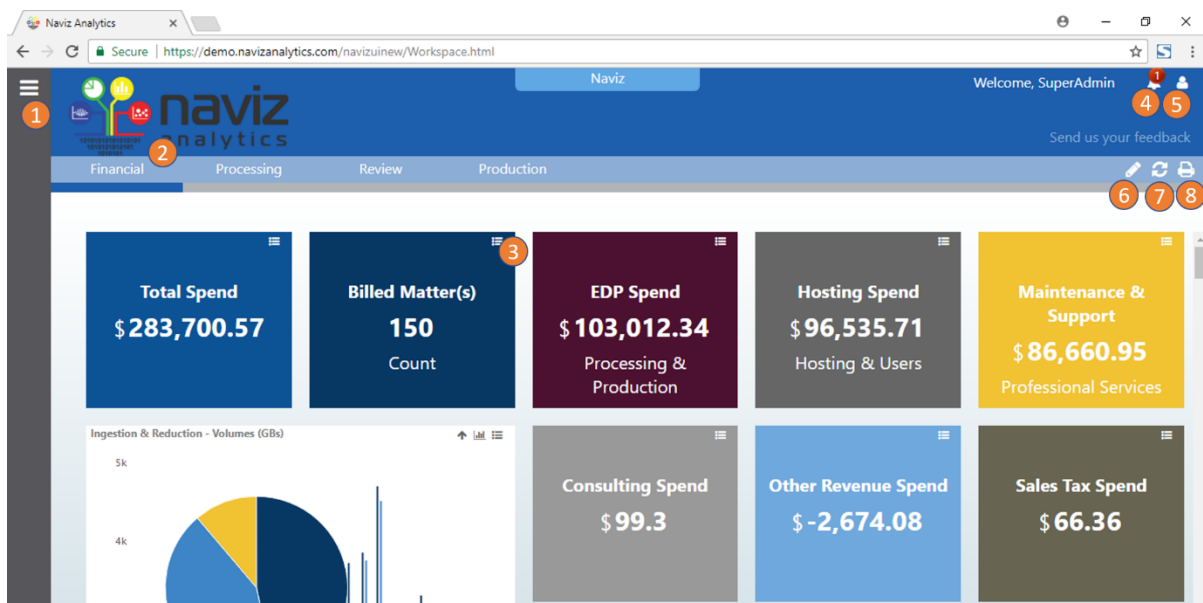 Naviz Analytics
Secure | https://demo.navizanalytics.com/navizuinew/Workspace.html
Naviz
Welcome, SuperAdmin
1
1
4
5
naviz
analytics
Send us your feedback
2
Financial
Processing
Review
Production
6
7
8
3
Total Spend
$283,700.57
Billed Matter(s)
150
Count
EDP Spend
$103,012.34
Processing &
Production
Hosting Spend
$96,535.71
Hosting & Users
Maintenance &
Support
$86,660.95
Professional Services
Ingestion & Reduction - Volumes (GBs)
5k
4k
Consulting Spend
$99.3
Other Revenue Spend
$-2,674.08
Sales Tax Spend
$66.36